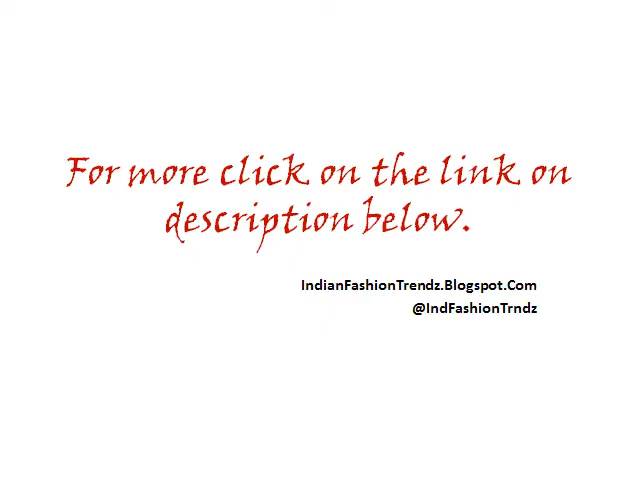 For more click on the link on
description below.
IndianFashionTrendz.Blogspot.Com
@IndFashionTrndz